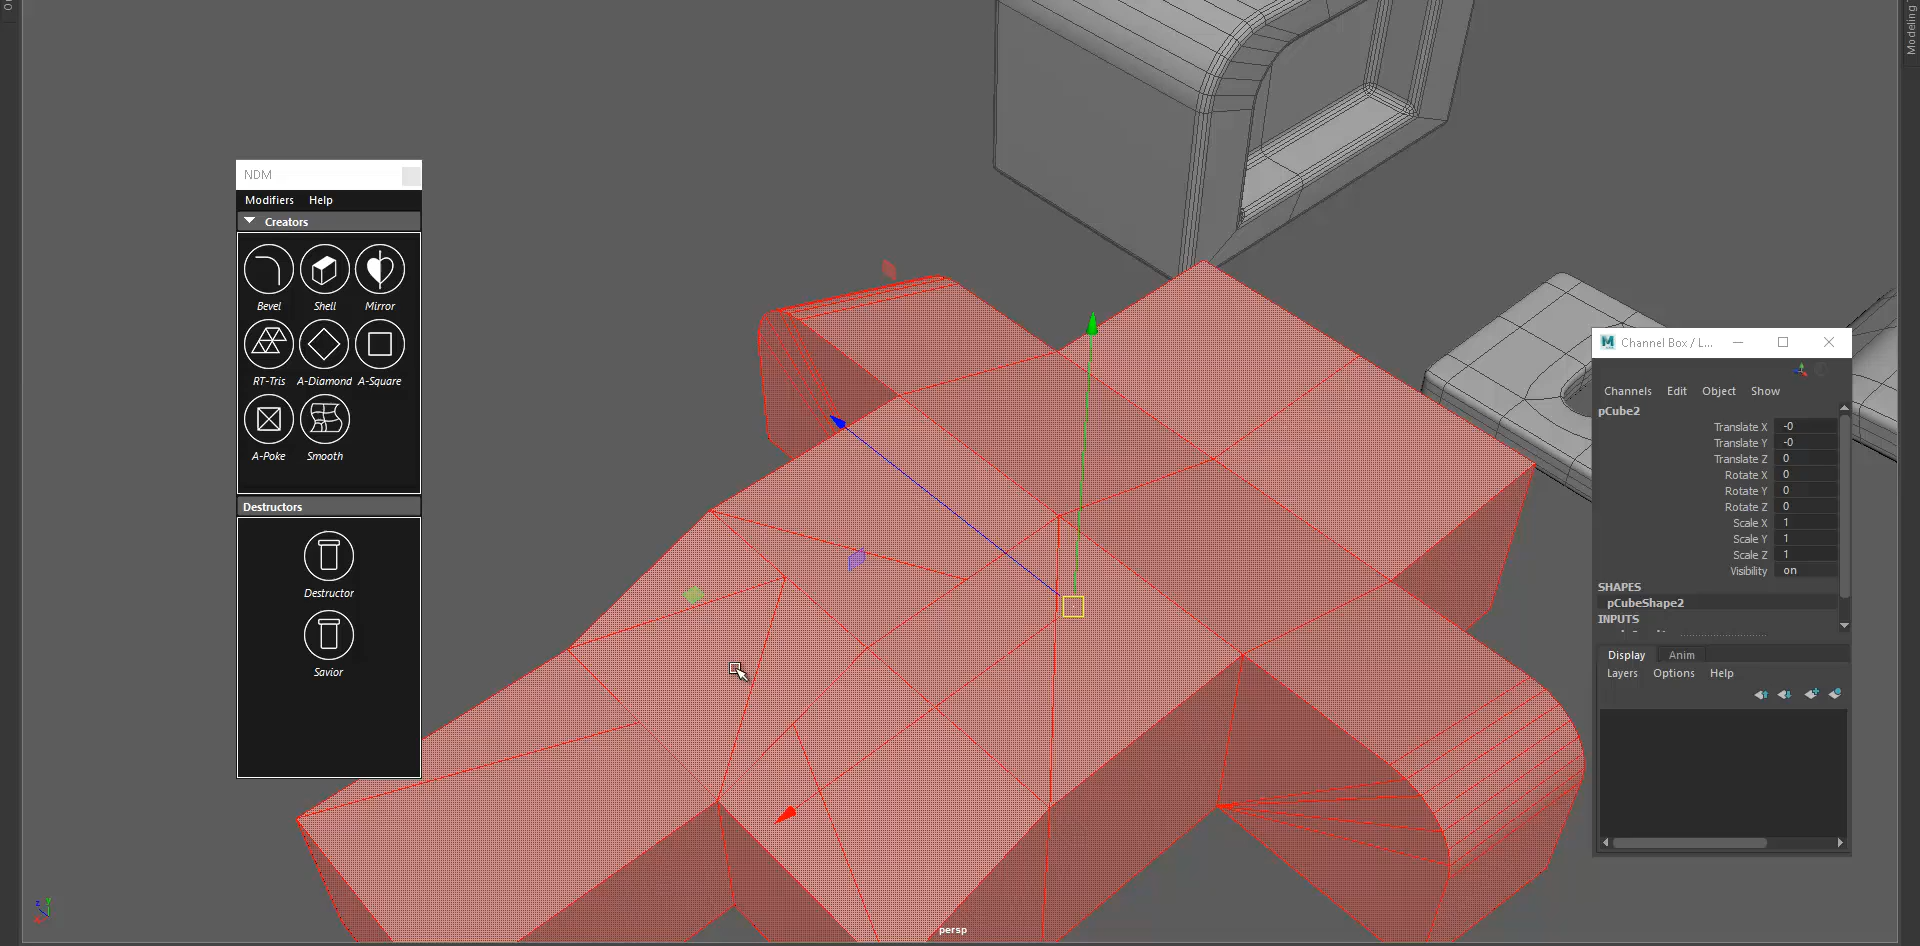 Modeling
NDM
Modifiers Help
Creators
Bevel Shell Mirror
RT-Tris A-Diamond A-Square
A-Poke Smooth
Destructors
Destructor
Savior
Channel Box / L...
Channels Edit Object Show
pCube2
Translate X -0
Translate Y -0
Translate Z 0
Rotate X 0
Rotate Y 0
Rotate Z 0
Scale X 1
Scale Y 1
Scale Z 1
Visibility on
SHAPES
pCubeShape2
INPUTS
Display Anim
Layers Options Help
persp
z y